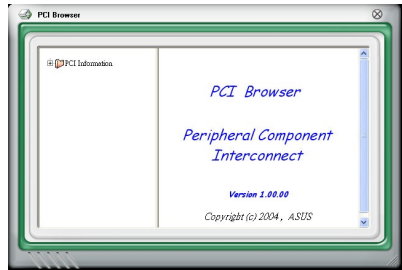 PCI Browser
PCI Information
PCI Browser
Peripheral Component
Interconnect
Version 1.00.00
Copyright (c) 2004, ASUS